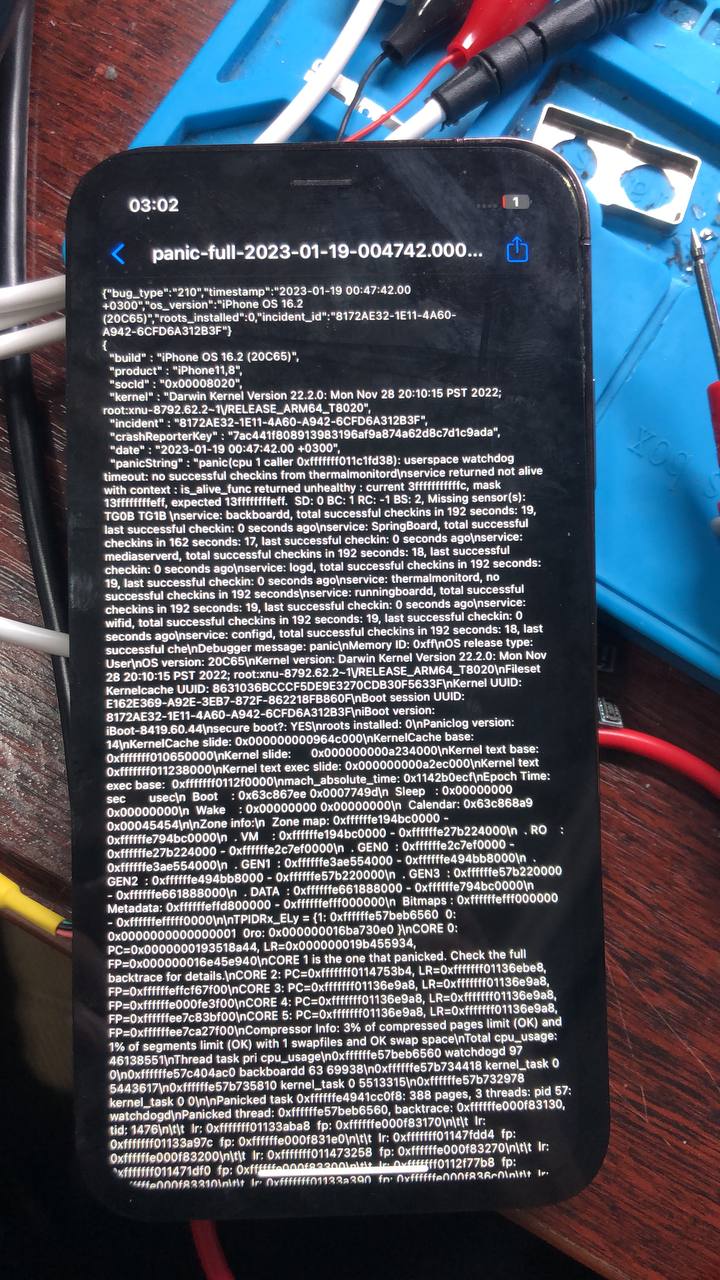 03:02
1
panic-full-2023-01-19-004742.000...
{"bug_type":"210","timestamp":"2023-01-19 00:47:42.00
+0300","os_version":"iPhone OS 16.2
(20C65)","roots_installed":0,"incident_id":"8172AE32-1E11-4A60-
A942-6CFD6A312B3F"}
{
"build" : "iPhone OS 16.2 (20C65)",
"product" : "iPhone11,8",
"socId" : "0x00008020",
"kernel" : "Darwin Kernel Version 22.2.0: Mon Nov 28 20:10:15 PST 2022;
root:xnu-8792.62.2~1\/RELEASE_ARM64_T8020",
"incident" : "8172AE32-1E11-4A60-A942-6CFD6A312B3F",
"crashReporterKey" : "7ac441f808913983196af9a874a62d8c7d1c9ada",
"date" : "2023-01-19 00:47:42.00 +0300",
"panicString" : "panic(cpu 1 caller 0xfffffff011c1fd38): userspace watchdog
timeout: no successful checkins from thermalmonitord\nservice returned not alive
with context : is_alive_func returned unhealthy : current 3fffffffffc, mask
13ffffffffeff, expected 13ffffffffeff. SD: 0 BC: 1 RC: -1 BS: 2, Missing sensor(s):
TG0B TG1B \nservice: backboardd, total successful checkins in 192 seconds: 19,
last successful checkin: 0 seconds ago\nservice: SpringBoard, total successful
checkins in 162 seconds: 17, last successful checkin: 0 seconds ago\nservice:
mediaserverd, total successful checkins in 192 seconds: 18, last successful
checkin: 0 seconds ago\nservice: logd, total successful checkins in 192 seconds:
19, last successful checkin: 0 seconds ago\nservice: thermalmonitord, no
successful checkins in 192 seconds\nservice: runningboardd, total successful
checkins in 192 seconds: 19, last successful checkin: 0 seconds ago\nservice:
wifid, total successful checkins in 192 seconds: 19, last successful checkin: 0
seconds ago\nservice: configd, total successful checkins in 192 seconds: 18, last
successful che\nDebugger message: panic\nMemory ID: 0xff\nOS release type:
User\nOS version: 20C65\nKernel version: Darwin Kernel Version 22.2.0: Mon Nov
28 20:10:15 PST 2022; root:xnu-8792.62.2~1\/RELEASE_ARM64_T8020\nFileset
Kernelcache UUID: 8631036BCCCF5DE9E3270CDB30F5633F\nKernel UUID:
E162E369-A92E-3EB7-872F-862218FB860F\nBoot session UUID:
8172AE32-1E11-4A60-A942-6CFD6A312B3F\niBoot version:
iBoot-8419.60.44\nsecure boot?: YES\nroots installed: 0\nPaniclog version:
14\nKernelCache slide: 0x000000000964c000\nKernelCache base:
0xfffffff010650000\nKernel slide: 0x000000000a234000\nKernel text base:
0xfffffff011238000\nKernel text exec slide: 0x000000000a2ec000\nKernel text
exec base: 0xfffffff0112f0000\nmach_absolute_time: 0x1142b0ecf\nEpoch Time:
sec usec\n Boot : 0x63c867ee 0x0007749d\n Sleep : 0x00000000
0x00000000\n Wake : 0x00000000 0x00000000\n Calendar: 0x63c868a9
0x00045454\n\nZone info:\n Zone map: 0xffffffe194bc0000 -
0xffffffe794bc0000\n . VM : 0xffffffe194bc0000 - 0xffffffe27b224000\n . RO :
0xffffffe27b224000 - 0xffffffe2c7ef0000\n . GEN0 : 0xffffffe2c7ef0000 -
0xffffffe3ae554000\n . GEN1 : 0xffffffe3ae554000 - 0xffffffe494bb8000\n .
GEN2 : 0xffffffe494bb8000 - 0xffffffe57b220000\n . GEN3 : 0xffffffe57b220000
- 0xffffffe661888000\n . DATA : 0xffffffe661888000 - 0xffffffe794bc0000\n
Metadata: 0xffffffeffd800000 - 0xffffffefff000000\n Bitmaps : 0xffffffefff000000
- 0xffffffeffff00000\n\nTPIDRx_ELy = {1: 0xffffffe57beb6560 0:
0x0000000000000001 0ro: 0x000000016ba730e0 }\nCORE 0:
PC=0x0000000193518a44, LR=0x000000019b455934,
FP=0x000000016e45e940\nCORE 1 is the one that panicked. Check the full
backtrace for details.\nCORE 2: PC=0xfffffff0114753b4, LR=0xfffffff01136ebe8,
FP=0xffffffeffcf67f00\nCORE 3: PC=0xfffffff01136e9a8, LR=0xfffffff01136e9a8,
FP=0xffffffe000fe3f00\nCORE 4: PC=0xfffffff01136e9a8, LR=0xfffffff01136e9a8,
FP=0xffffffee7c83bf00\nCORE 5: PC=0xfffffff01136e9a8, LR=0xfffffff01136e9a8,
FP=0xffffffee7ca27f00\nCompressor Info: 3% of compressed pages limit (OK) and
1% of segments limit (OK) with 1 swapfiles and OK swap space\nTotal cpu_usage:
46138551\nThread task pri cpu_usage\n0xffffffe57beb6560 watchdogd 97
0\n0xffffffe57c404ac0 backboardd 63 69938\n0xffffffe57b734418 kernel_task 0
5443617\n0xffffffe57b735810 kernel_task 0 5513315\n0xffffffe57b732978
kernel_task 0 0\n\nPanicked task 0xffffffe4941cc0f8: 388 pages, 3 threads: pid 57:
watchdogd\nPanicked thread: 0xffffffe57beb6560, backtrace: 0xffffffe000f83130,
tid: 1476\n\t\t lr: 0xfffffff01133aba8 fp: 0xffffffe000f83170\n\t\t lr:
0xfffffff01133a97c fp: 0xffffffe000f831e0\n\t\t lr: 0xfffffff01147fdd4 fp:
0xffffffe000f83200\n\t\t lr: 0xfffffff011473258 fp: 0xffffffe000f83270\n\t\t lr:
0xfffffff011471df0 fp: 0xffffffe000f83300\n\t\t lr: 0xfffffff0112f77b8 fp:
0xffffffe000f83310\n\t\t lr: 0xfffffff01133a390 fp: 0xffffffe000f836c0\n\t\t lr: